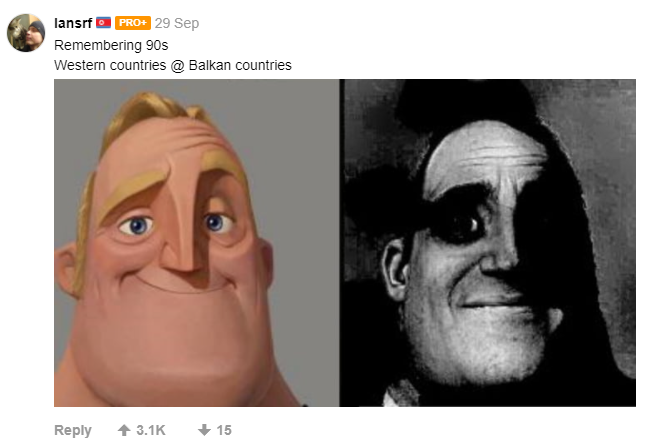 lansrf PRO+ 29 Sep
Remembering 90s
Western countries @ Balkan countries
Reply 3.1K 15